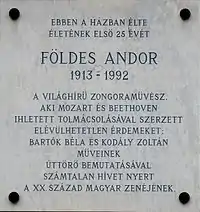 EBBEN A HÁZBAN ÉLTE
ÉLETÉNEK ELSŐ 25 ÉVÉT
FÖLDES ANDOR
1913 - 1992
A VILÁGHÍRŰ ZONGORAMŰVÉSZ,
AKI MOZART ÉS BEETHOVEN
IHLETETT TOLMÁCSOLÁSÁVAL SZERZETT
ELÉVÜLHETETLEN ÉRDEMEKET:
BARTÓK BÉLA ÉS KODÁLY ZOLTÁN
MŰVEINEK
ÚTTÖRŐ BEMUTATÁSÁVAL
SZÁMTALAN HÍVET NYERT
A XX. SZÁZAD MAGYAR ZENÉJÉNEK.